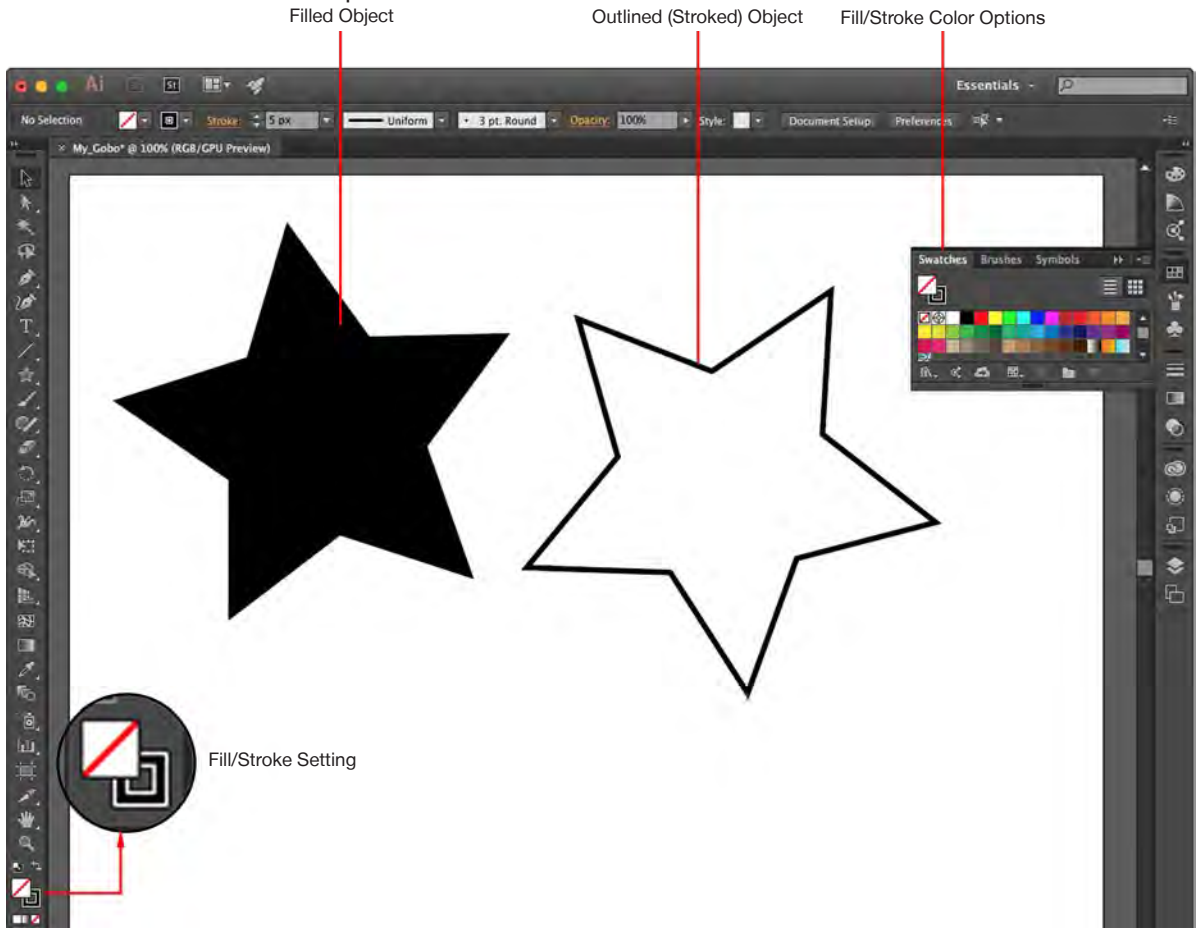 Filled Object
Outlined (Stroked) Object
Fill/Stroke Color Options
Ai St Essentials
No Selection Stroke: 5 px Uniform 3 pt. Round Opacity: 100% Style: Document Setup Preferences
× My_Gobo* @ 100% (RGB/GPU Preview)
Swatches Brushes Symbols
T
Fill/Stroke Setting